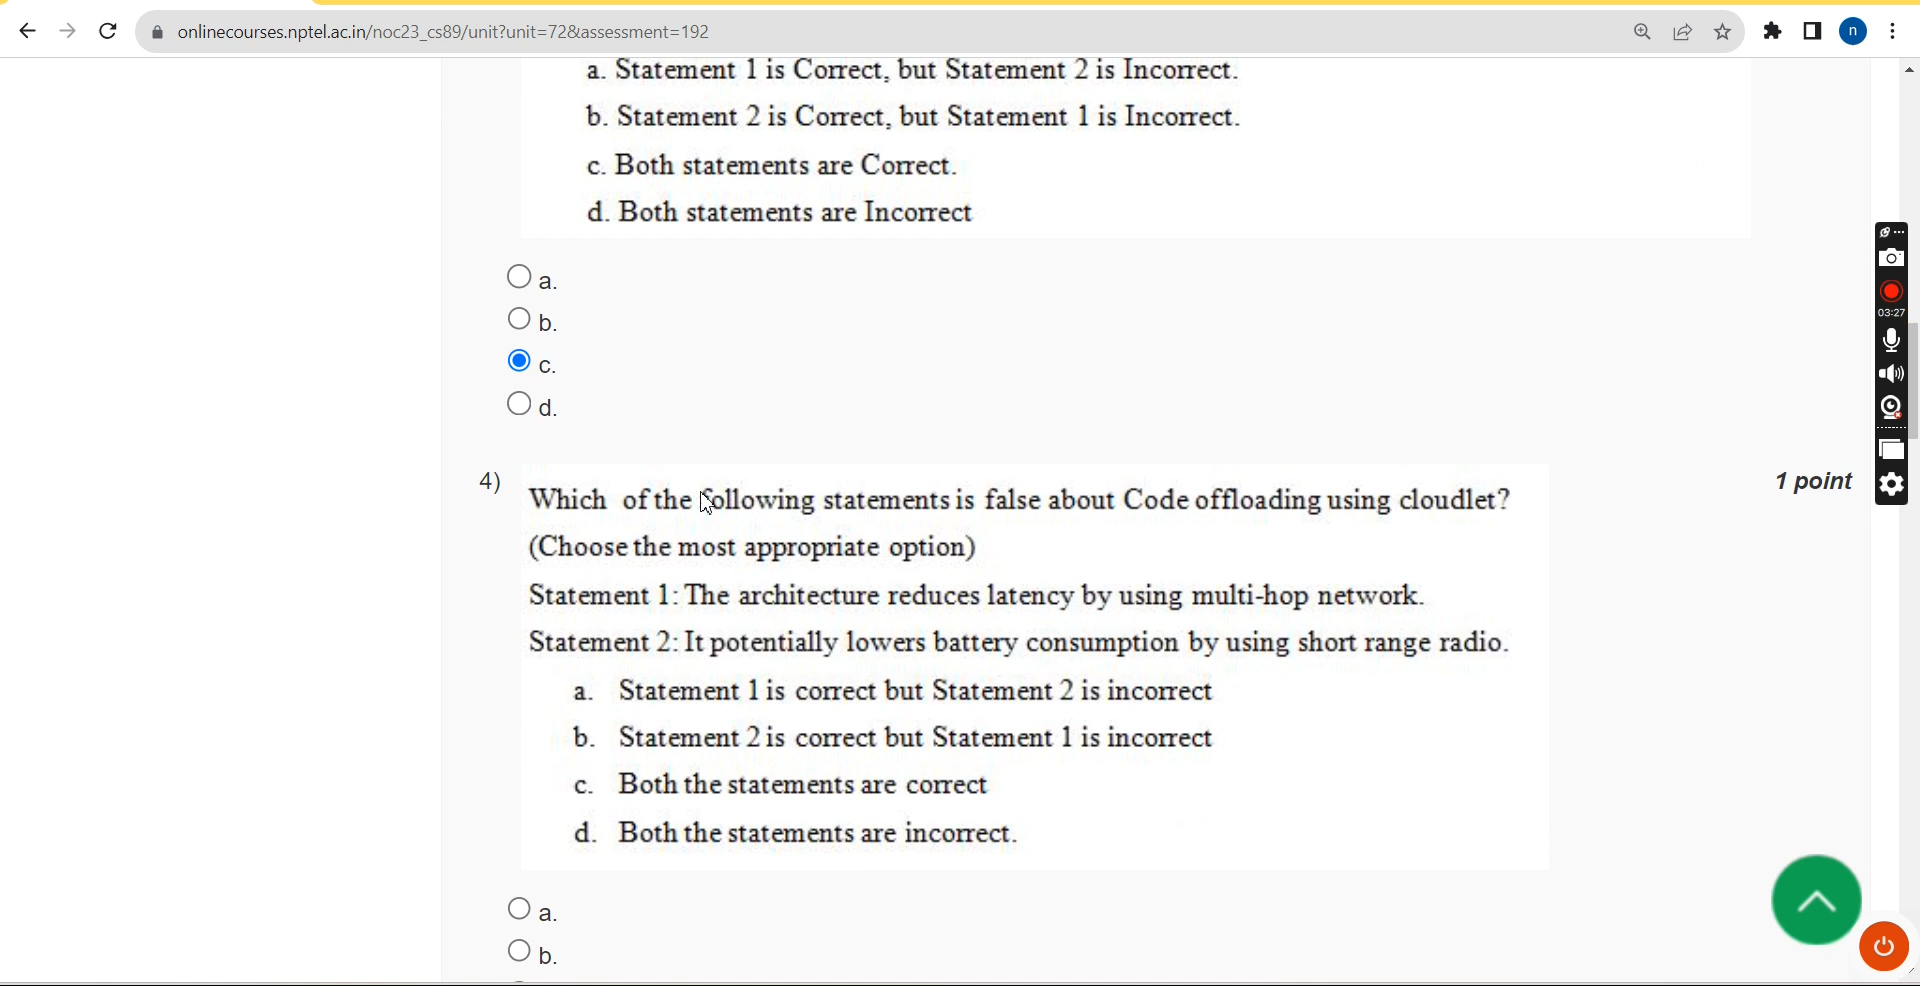 onlinecourses.nptel.ac.in/noc23_cs89/unit?unit=72&assessment=192
n
a. Statement 1 is Correct, but Statement 2 is Incorrect.
b. Statement 2 is Correct, but Statement 1 is Incorrect.
c. Both statements are Correct.
d. Both statements are Incorrect
a.
b.
c.
d.
03:27
4)
Which of the following statements is false about Code offloading using cloudlet?
1 point
(Choose the most appropriate option)
Statement 1: The architecture reduces latency by using multi-hop network.
Statement 2: It potentially lowers battery consumption by using short range radio.
a. Statement 1 is correct but Statement 2 is incorrect
b. Statement 2 is correct but Statement 1 is incorrect
c. Both the statements are correct
d. Both the statements are incorrect.
a.
b.